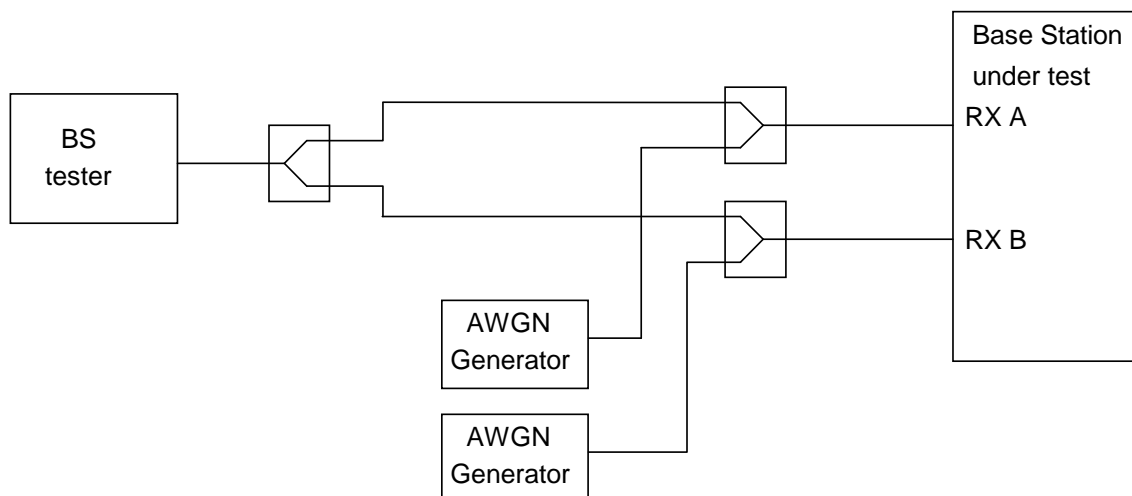 BS
tester
Base Station
under test
RX A
RX B
AWGN
Generator
AWGN
Generator